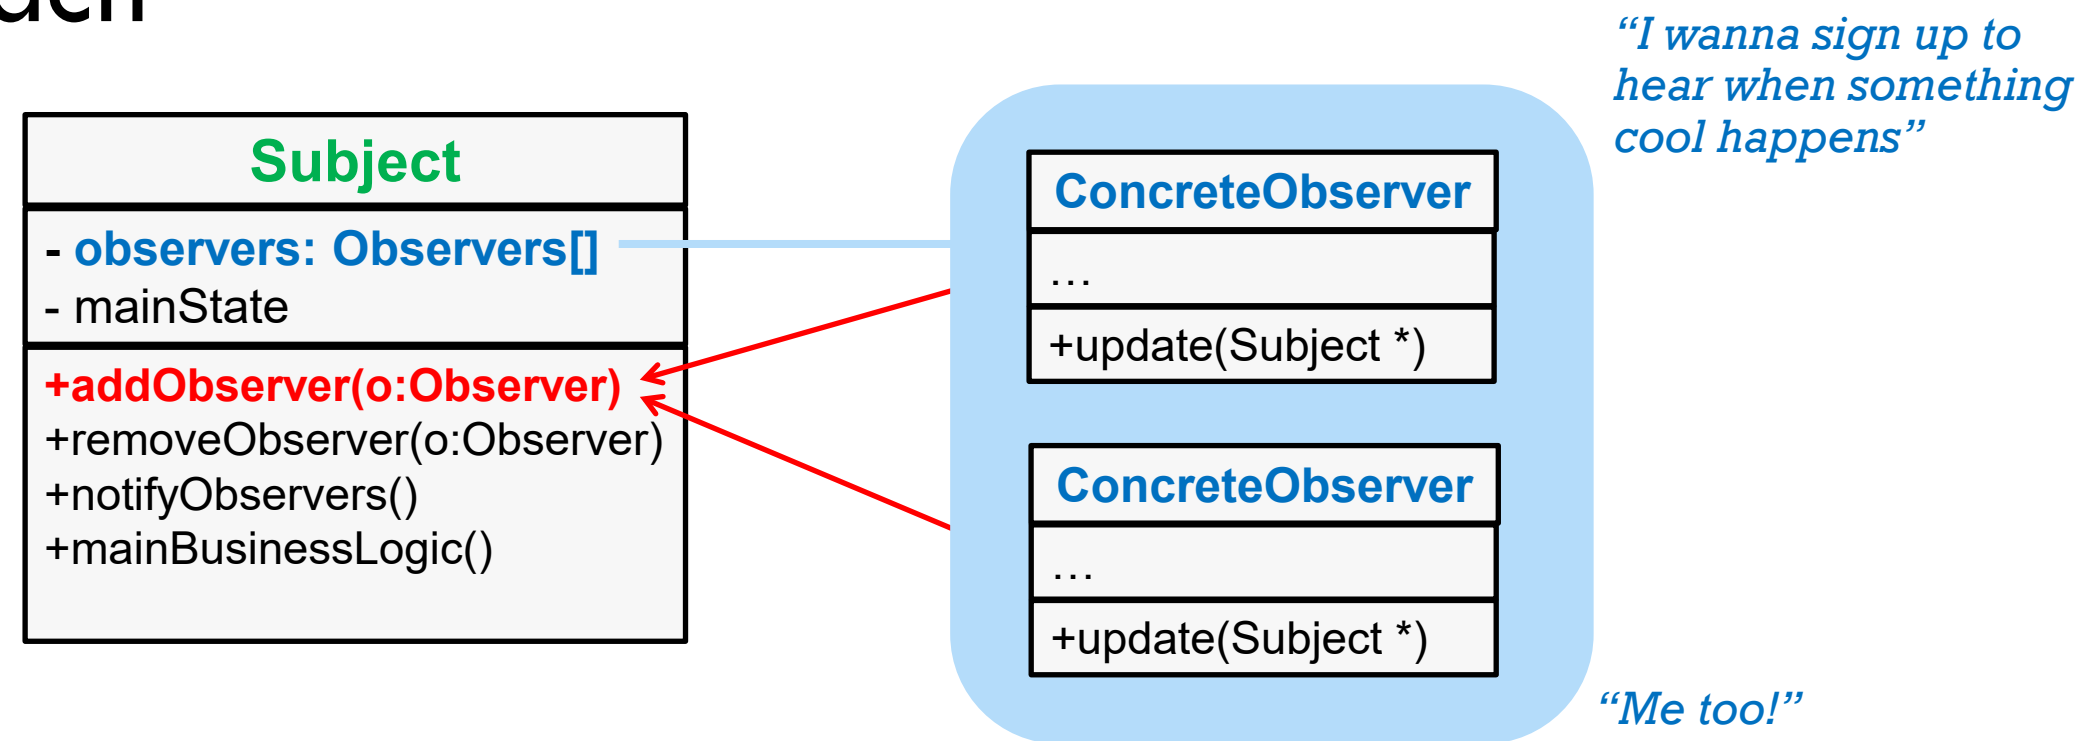 Subject
- observers: Observers[]
- mainState
+addObserver(o:Observer)
+removeObserver(o:Observer)
+notifyObservers()
+mainBusinessLogic()
ConcreteObserver
…
+update(Subject *)
ConcreteObserver
…
+update(Subject *)
“I wanna sign up to
hear when something
cool happens”
“Me too!”